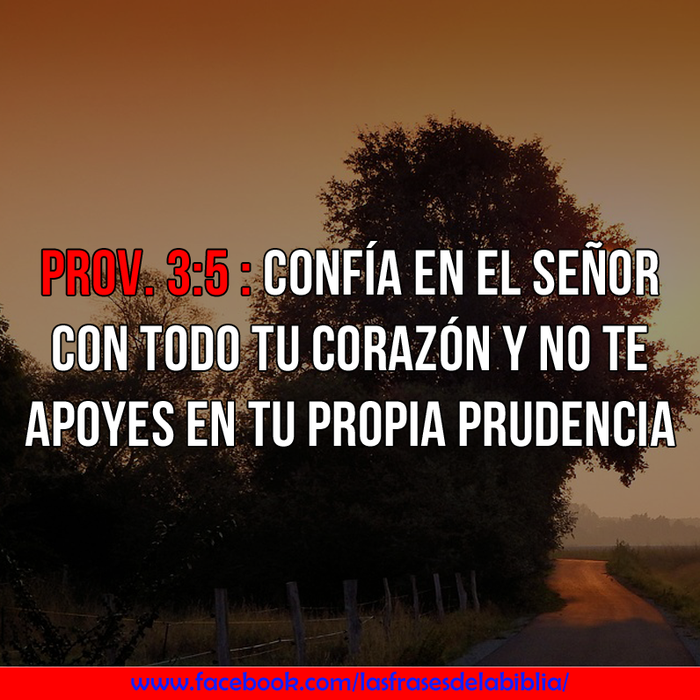 PROV. 3:5 : CONFÍA EN EL SEÑOR
CON TODO TU CORAZÓN Y NO TE
APOYES EN TU PROPIA PRUDENCIA
www.facebook.com/lasfrasesdelabiblia/